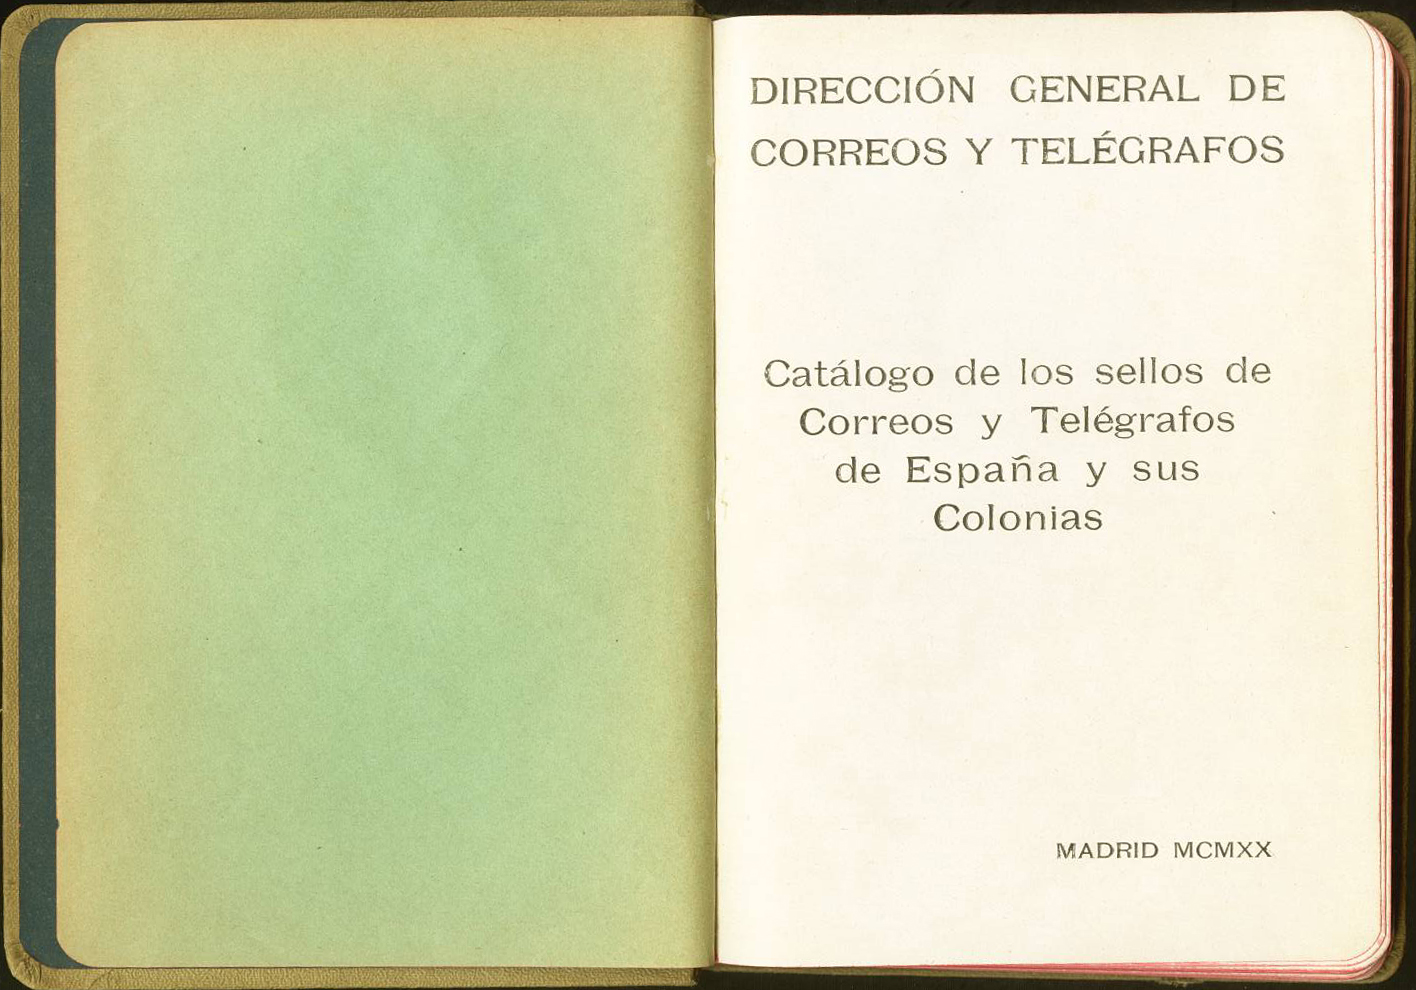 DIRECCIÓN GENERAL DE
CORREOS Y TELÉGRAFOS
Catálogo de los sellos de
Correos y Telégrafos
de España y sus
Colonias
MADRID MCMXX